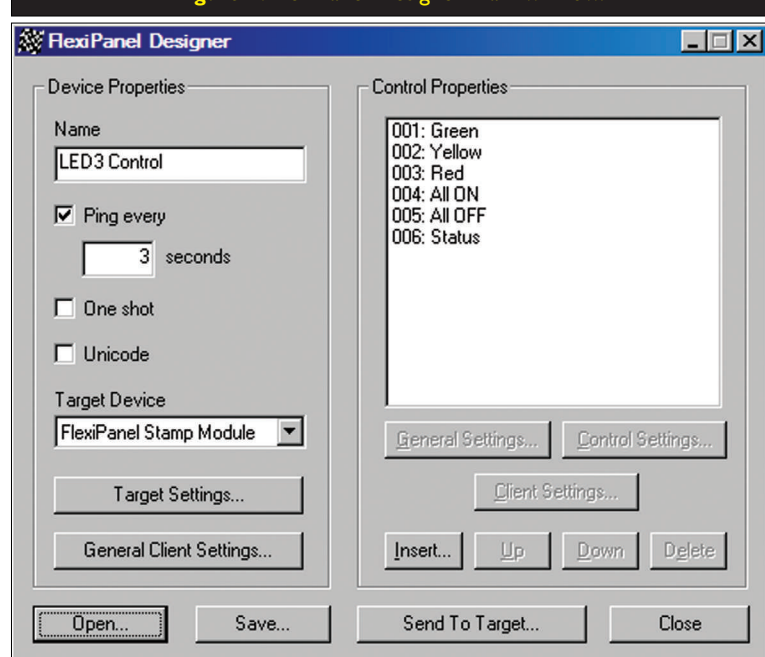 FlexiPanel Designer
Device Properties
Name
LED3 Control
Ping every
3 seconds
One shot
Unicode
Target Device
FlexiPanel Stamp Module
Target Settings...
General Client Settings...
Control Properties
001: Green
002: Yellow
003: Red
004: All ON
005: All OFF
006: Status
General Settings... Control Settings...
Client Settings...
Insert... Up Down Delete
Open... Save... Send To Target... Close